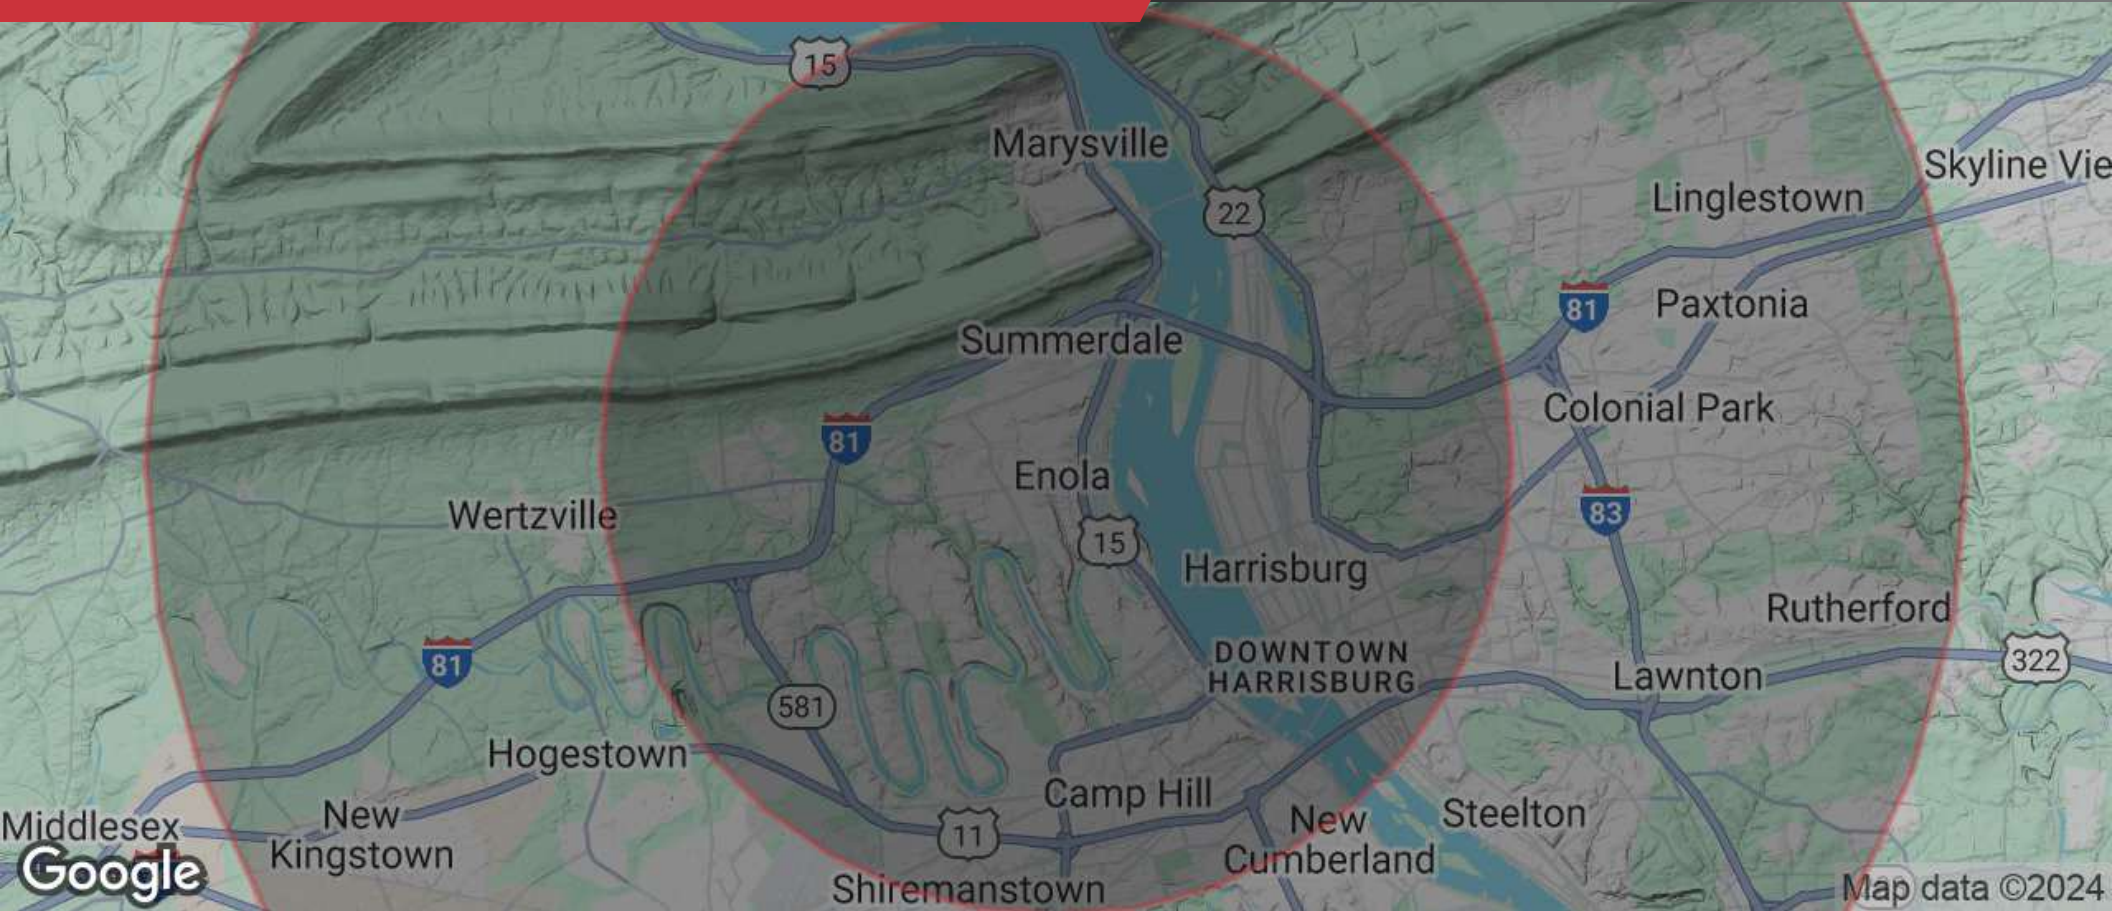 15
Marysville
Skyline Vie
22
Linglestown
81
Paxtonia
Summerdale
Colonial Park
81
Enola
Wertzville
83
15
Harrisburg
Rutherford
DOWNTOWN
HARRISBURG
81
322
Lawnton
581
Hogestown
Camp Hill
New
Kingstown
Middlesex
11
New
Cumberland
Steelton
Shiremanstown
Google
Map data ©2024